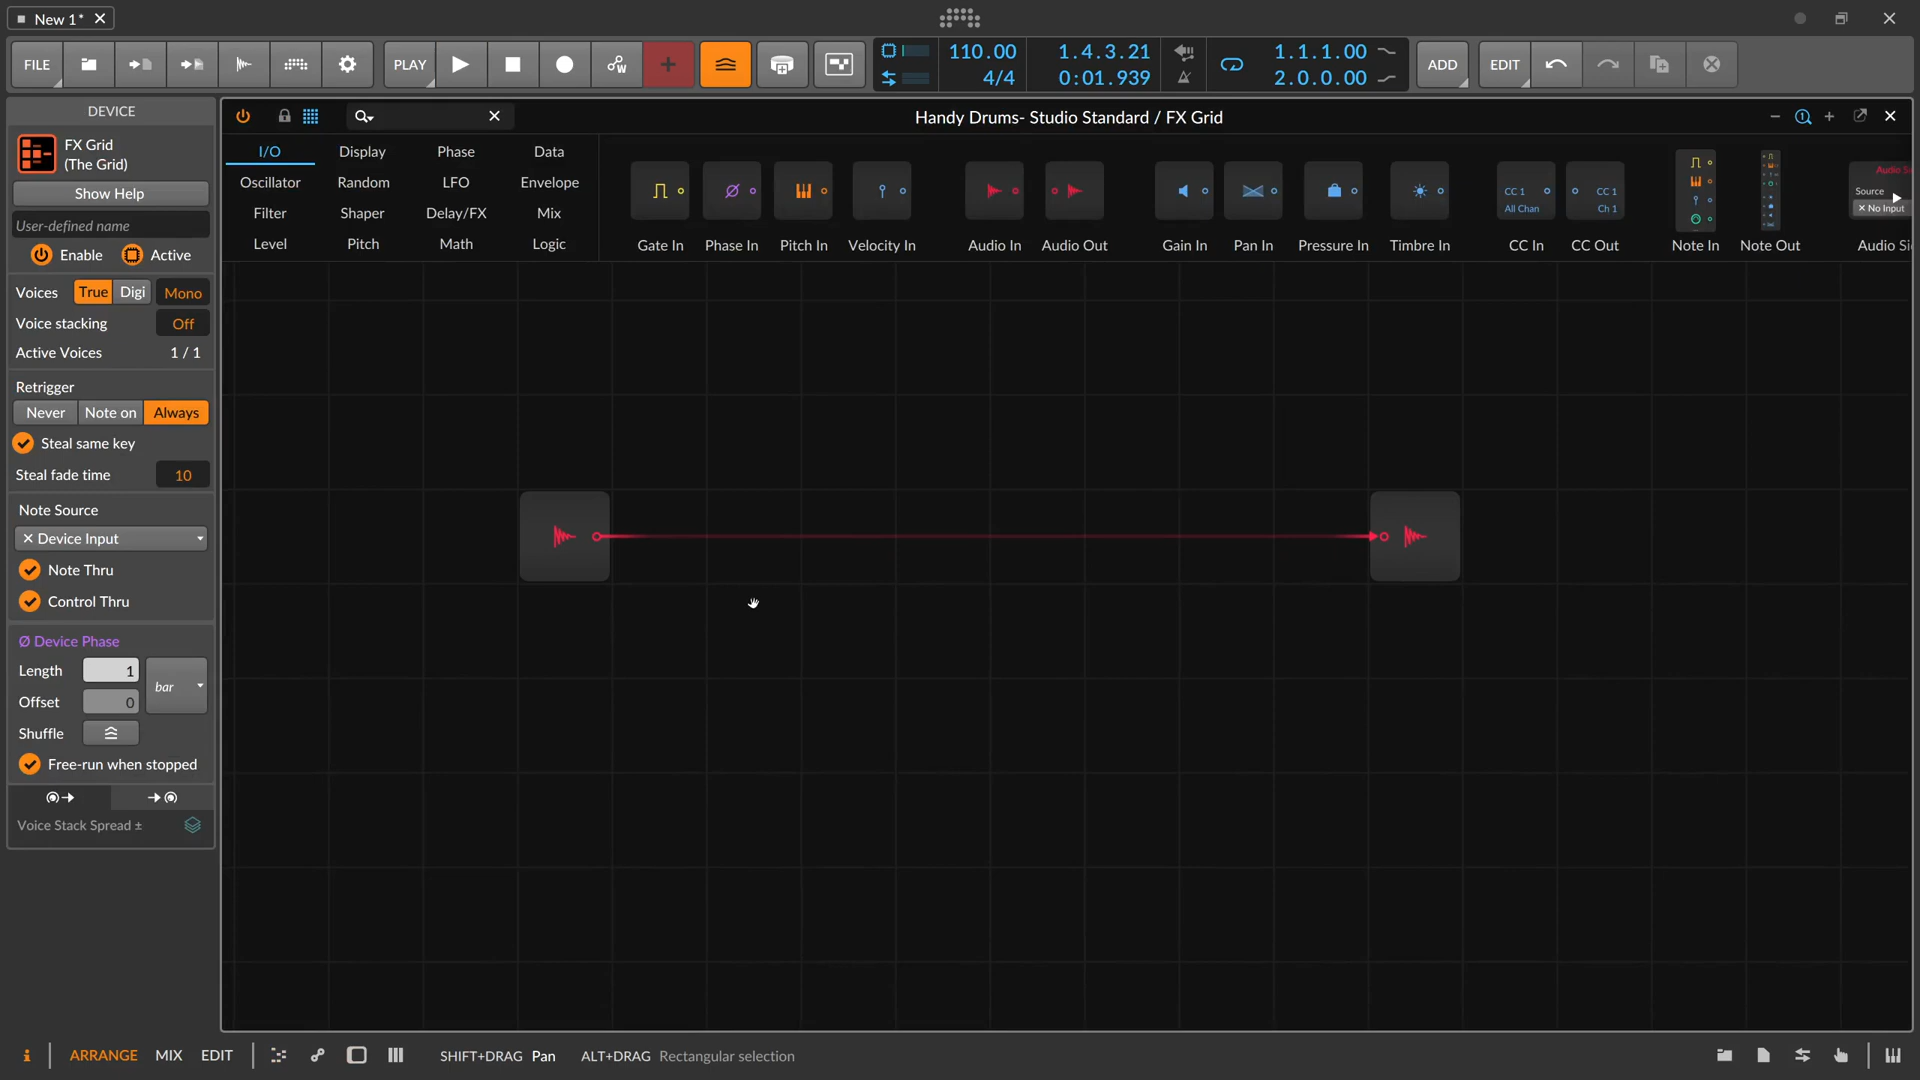 New 1*
FILE
PLAY
110.00
4/4
1.4.3.21
0:01.939
1.1.1.00
2.0.0.00
ADD
EDIT
DEVICE
FX Grid
(The Grid)
Show Help
User-defined name
Enable
Active
Voices
True
Digi
Mono
Voice stacking
Off
Active Voices
1 / 1
Retrigger
Never
Note on
Always
Steal same key
Steal fade time
10
Note Source
× Device Input
Note Thru
Control Thru
Ø Device Phase
Length
1
bar
Offset
0
Shuffle
Free-run when stopped
Voice Stack Spread ±
Handy Drums- Studio Standard / FX Grid
I/O
Display
Phase
Data
Oscillator
Random
LFO
Envelope
Filter
Shaper
Delay/FX
Mix
Level
Pitch
Math
Logic
Gate In
Phase In
Pitch In
Velocity In
Audio In
Audio Out
Gain In
Pan In
Pressure In
Timbre In
CC 1
All Chan
CC In
CC 1
Ch 1
CC Out
Note In
Note Out
Audio Si
Source
× No Input
Audio Si
ARRANGE
MIX
EDIT
SHIFT+DRAG Pan
ALT+DRAG Rectangular selection